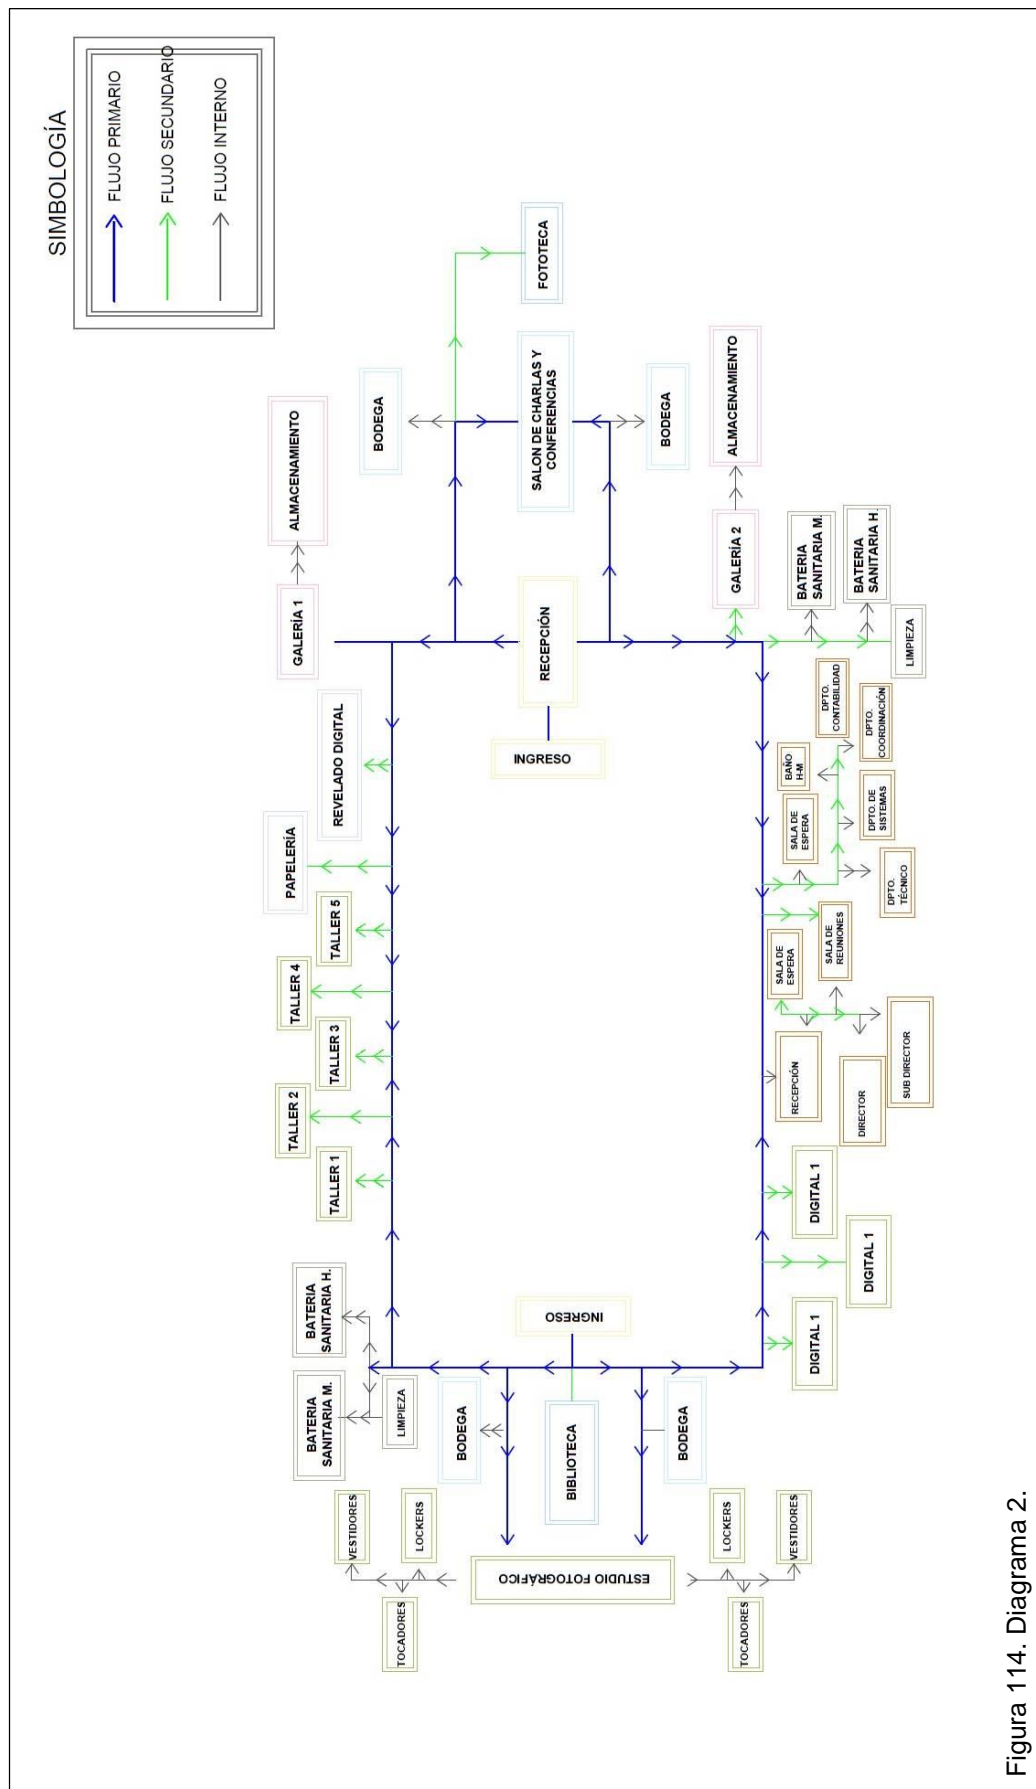 SIMBOLOGÍA
FLUJO PRIMARIO
FLUJO SECUNDARIO
FLUJO INTERNO
VESTIDORES
TOCADORES
LOCKERS
BATERIA
SANITARIA M.
BATERIA
SANITARIA H.
LIMPIEZA
TALLER 1
TALLER 2
TALLER 3
TALLER 4
TALLER 5
PAPELERÍA
REVELADO DIGITAL
GALERÍA 1
ALMACENAMIENTO
BODEGA
FOTOTECA
BODEGA
ESTUDIO FOTOGRÁFICO
BIBLIOTECA
INGRESO
INGRESO
RECEPCIÓN
SALON DE CHARLAS Y
CONFERENCIAS
BODEGA
BODEGA
LOCKERS
TOCADORES
VESTIDORES
DIGITAL 1
DIGITAL 1
DIGITAL 1
RECEPCIÓN
DIRECTOR
SUB DIRECTOR
SALA DE
ESPERA
SALA DE
REUNIONES
SALA DE
ESPERA
DPTO.
TÉCNICO
DPTO. DE
SISTEMAS
BAÑO
H-M
DPTO.
CONTABILIDAD
DPTO.
COORDINACIÓN
GALERÍA 2
ALMACENAMIENTO
BATERIA
SANITARIA M.
BATERIA
SANITARIA H.
LIMPIEZA
Figura 114. Diagrama 2.